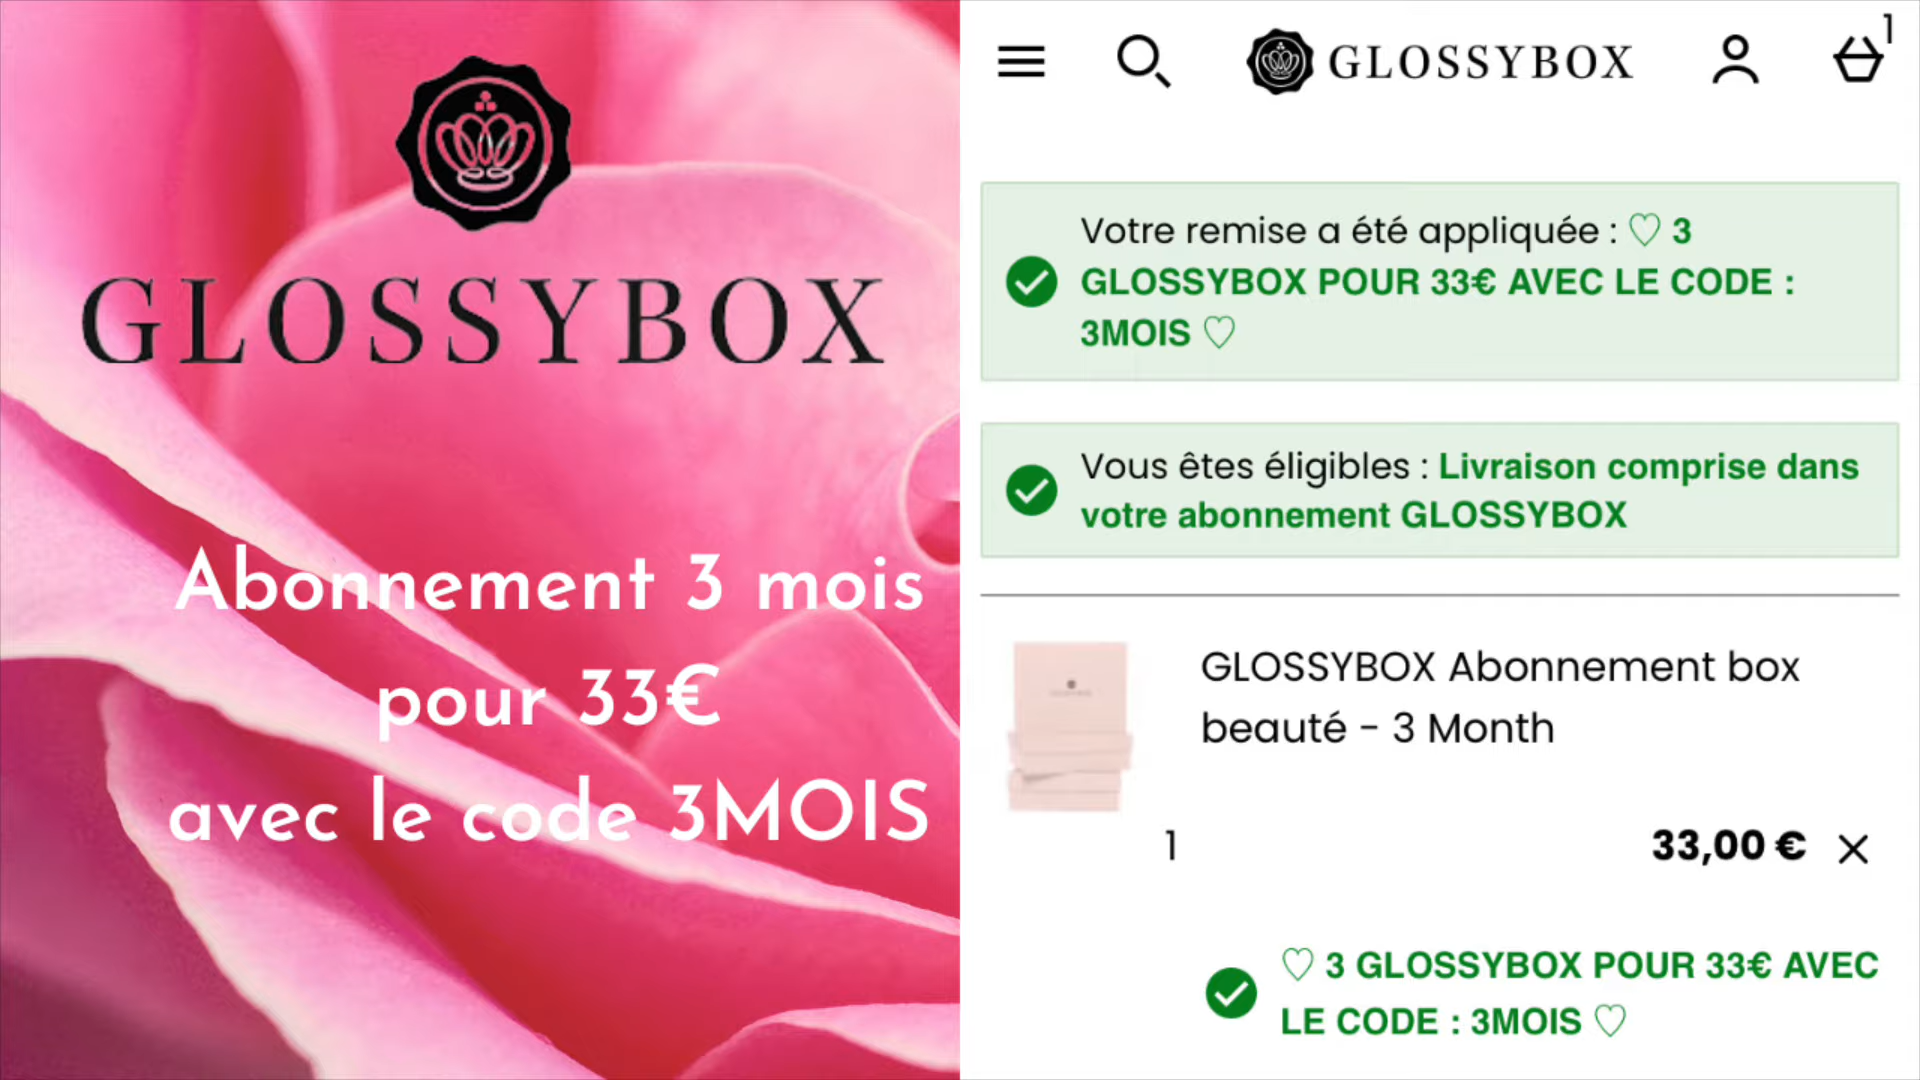 GLOSSYBOX
Abonnement 3 mois
pour 33€
avec le code 3MOIS
GLOSSYBOX
1
Votre remise a été appliquée : ♡ 3
GLOSSYBOX POUR 33€ AVEC LE CODE :
3MOIS ♡
Vous êtes éligibles : Livraison comprise dans
votre abonnement GLOSSYBOX
GLOSSYBOX Abonnement box
beauté - 3 Month
1
33,00 €
♡ 3 GLOSSYBOX POUR 33€ AVEC
LE CODE : 3MOIS ♡